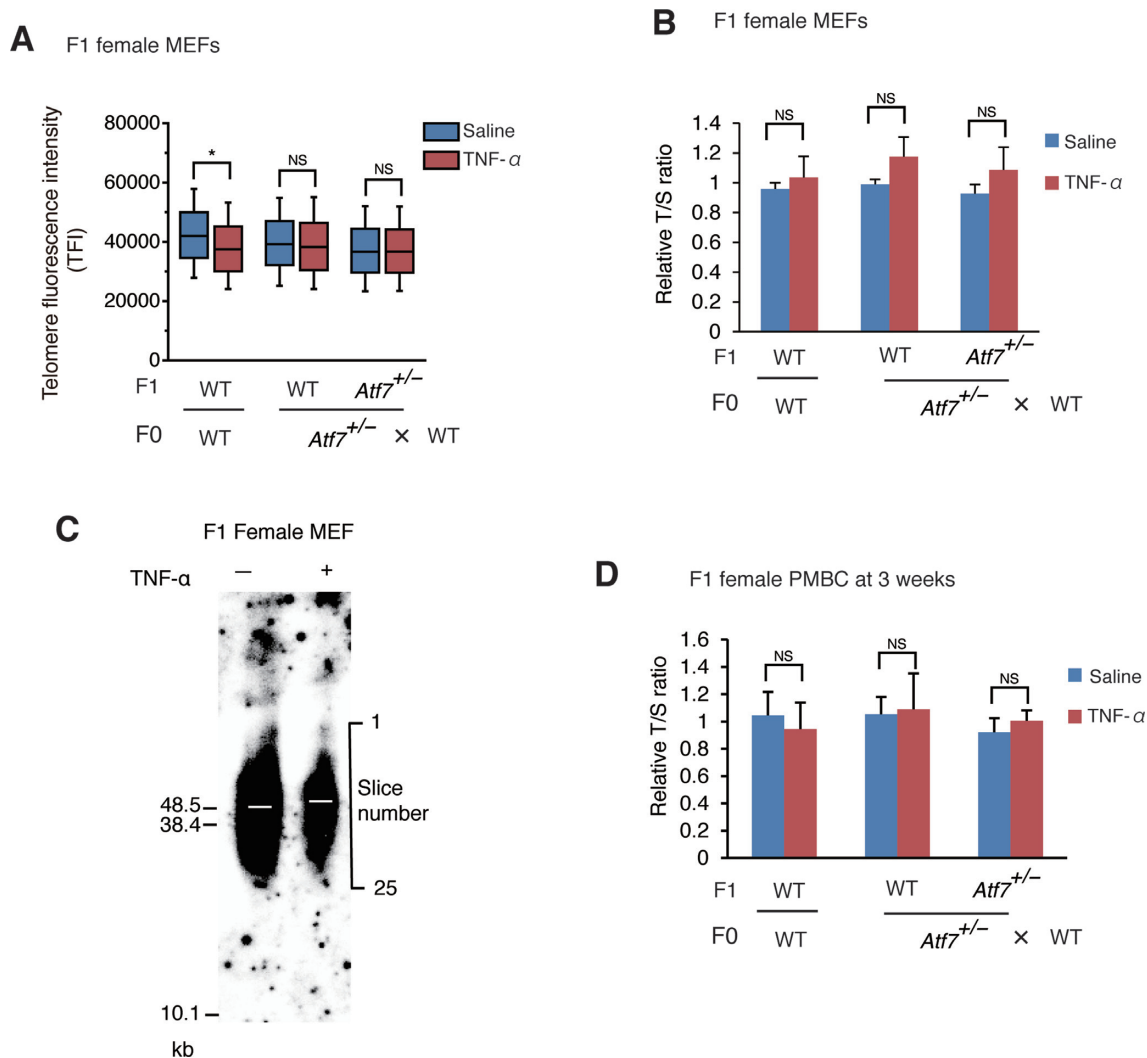 A F1 female MEFs
Telomere fluorescence intensity
(TFI)
80000
60000
40000
20000
0
* NS NS
Saline
TNF-α
F1 WT WT Atf7+/–
F0 WT Atf7+/– × WT
B F1 female MEFs
Relative T/S ratio
1.4
1.2
1
0.8
0.6
0.4
0.2
0
NS NS NS
Saline
TNF-α
F1 WT WT Atf7+/–
F0 WT Atf7+/– × WT
C F1 Female MEF
TNF-α — +
1
Slice
number
25
48.5
38.4
10.1
kb
D F1 female PMBC at 3 weeks
Relative T/S ratio
1.6
1.4
1.2
1
0.8
0.6
0.4
0.2
0
NS NS NS
Saline
TNF-α
F1 WT WT Atf7+/–
F0 WT Atf7+/– × WT